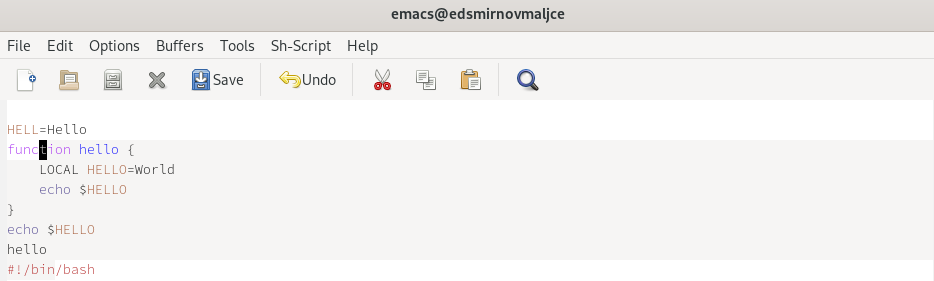 emacs@edsmirnovmaljce
File Edit Options Buffers Tools Sh-Script Help
Save Undo
HELL=Hello
function hello {
    LOCAL HELLO=World
    echo $HELLO
}
echo $HELLO
hello
#!/bin/bash